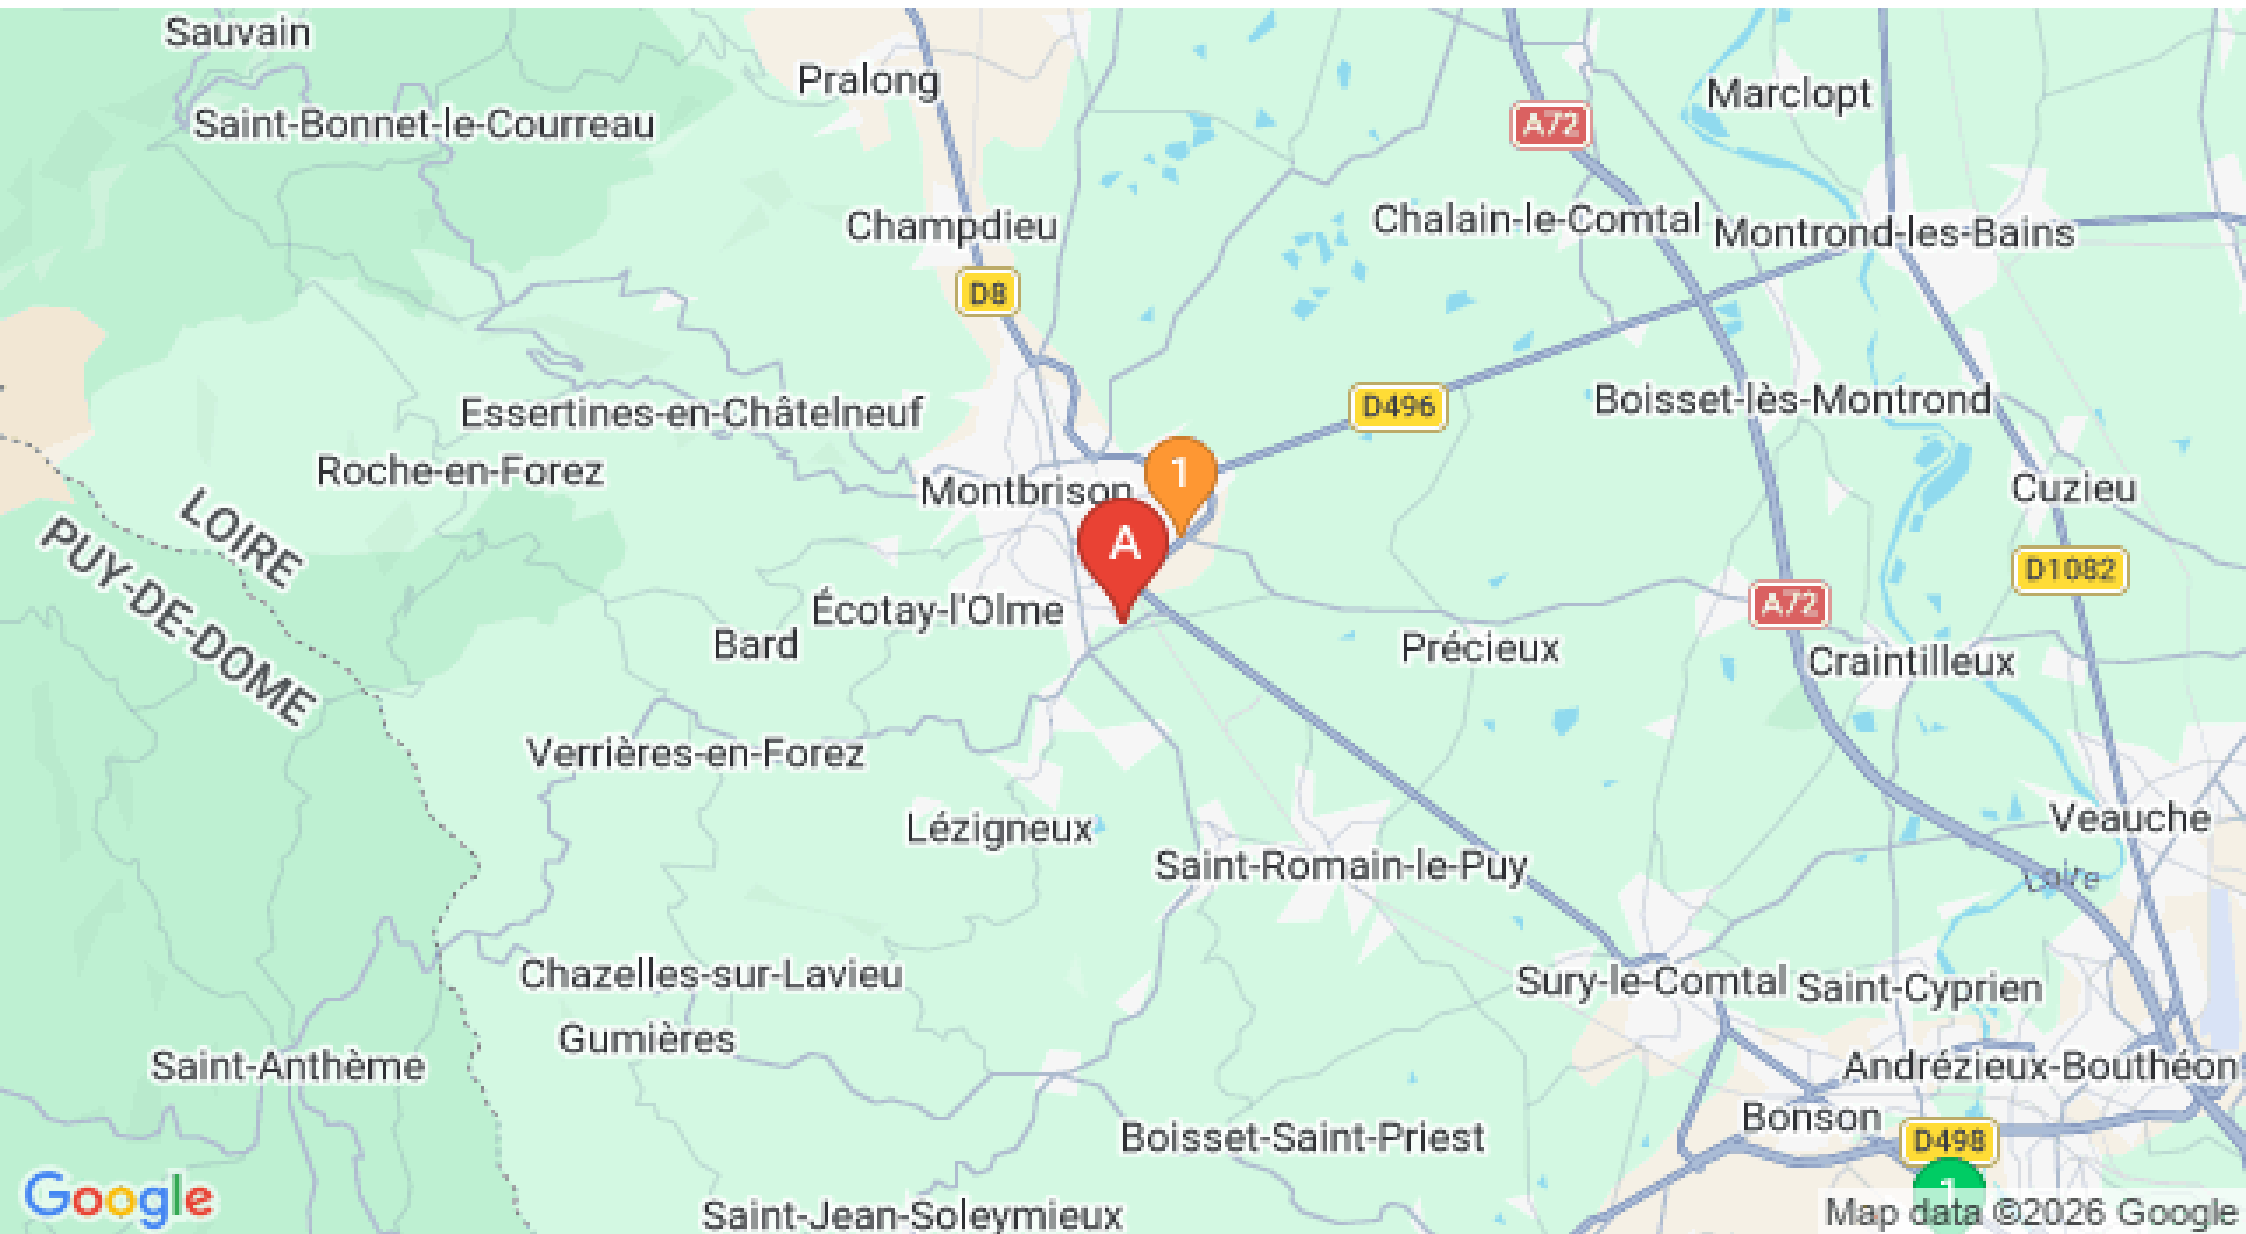 Sauvain
Pralong
Marclopt
Saint-Bonnet-le-Courreau
A72
Champdieu
Chalain-le-Comtal
Montrond-les-Bains
D8
D496
Boisset-lès-Montrond
Essertines-en-Châtelneuf
Roche-en-Forez
1
Montbrison
Cuzieu
LOIRE
PUY-DE-DOME
A
D1082
A72
Écotay-l'Olme
Bard
Précieux
Craintilleux
Verrières-en-Forez
Lézigneux
Veauche
Saint-Romain-le-Puy
Loire
Chazelles-sur-Lavieu
Sury-le-Comtal
Saint-Cyprien
Gumières
Saint-Anthème
Andrézieux-Bouthéon
Bonson
Boisset-Saint-Priest
D498
1
Google
Saint-Jean-Soleymieux
Map data ©2026 Google